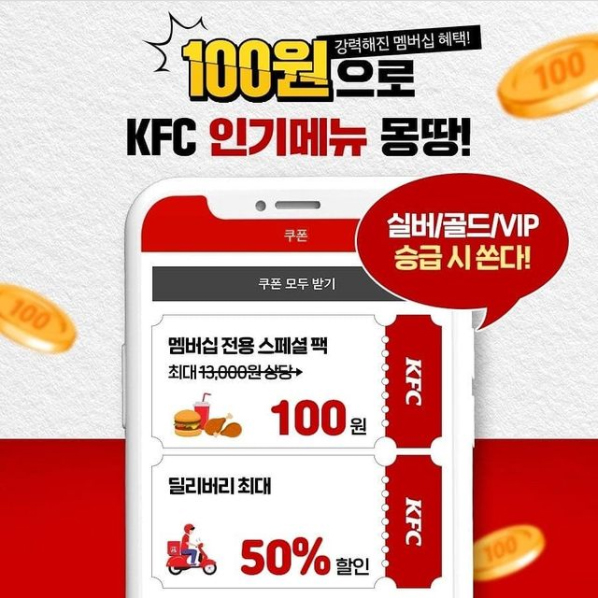 강력해진 멤버십 혜택!
100원으로
KFC 인기메뉴 몽땅!
100
실버/골드/VIP
승급 시 쏜다!
쿠폰
쿠폰 모두 받기
100
멤버십 전용 스페셜 팩
최대 13,000원 상당▸
100원
KFC
딜리버리 최대
50% 할인
KFC
100